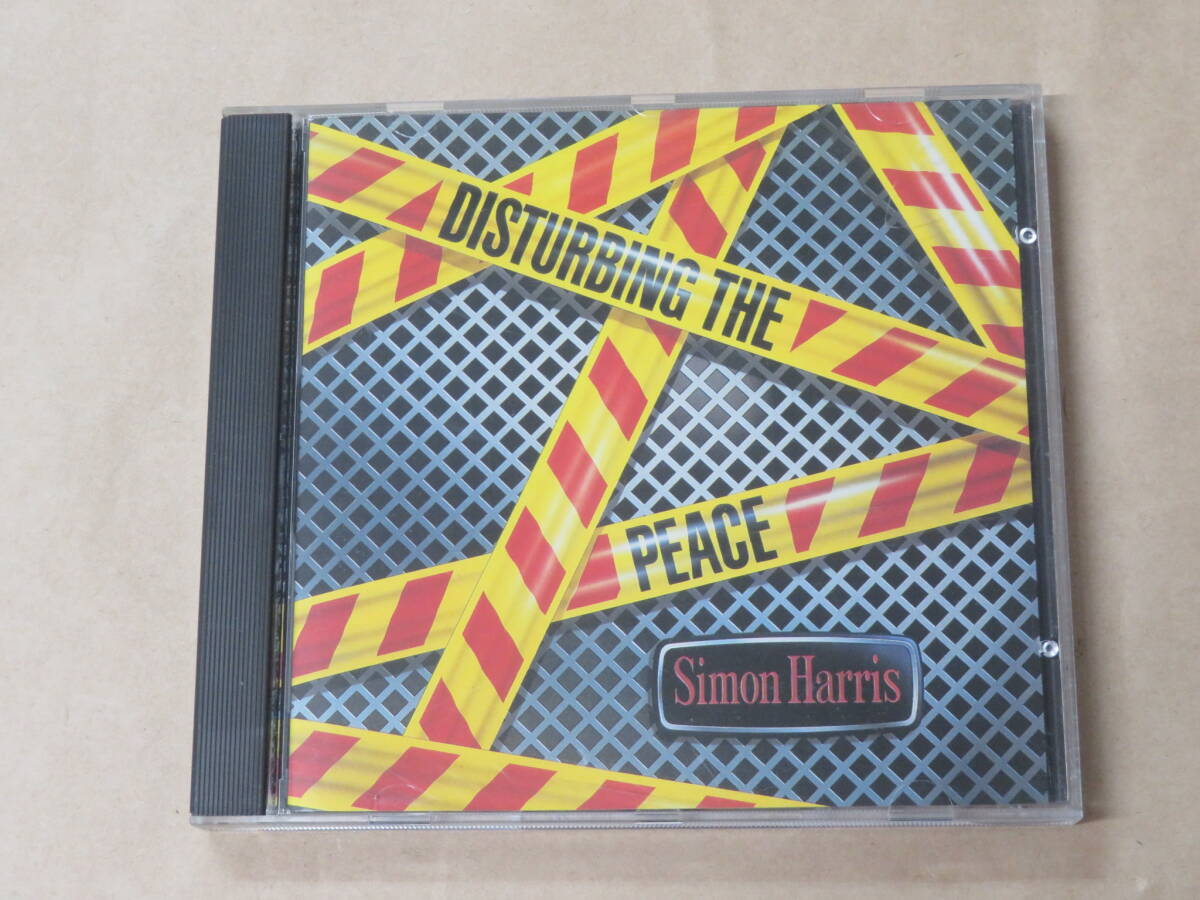 DISTURBING THE
PEACE
Simon Harris